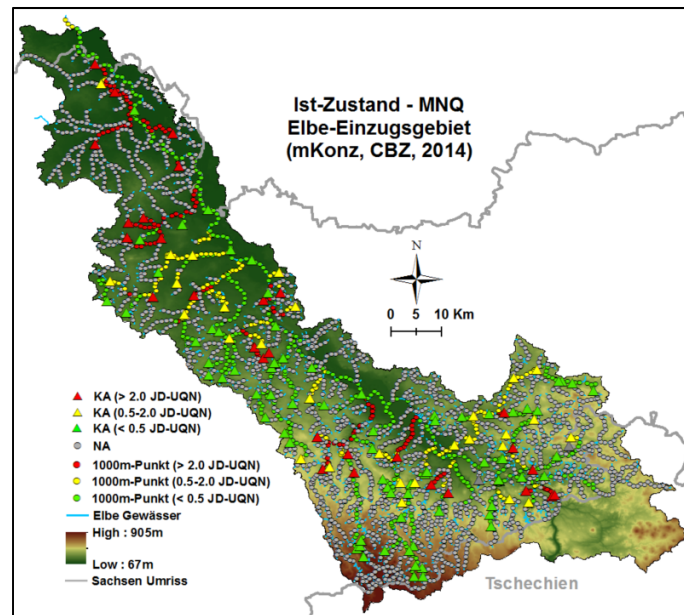 Ist-Zustand - MNQ
Elbe-Einzugsgebiet
(mKonz, CBZ, 2014)
N
0 5 10 Km
KA (> 2.0 JD-UQN)
KA (0.5-2.0 JD-UQN)
KA (< 0.5 JD-UQN)
NA
1000m-Punkt (> 2.0 JD-UQN)
1000m-Punkt (0.5-2.0 JD-UQN)
1000m-Punkt (< 0.5 JD-UQN)
Elbe Gewässer
High : 905m
Low : 67m
Sachsen Umriss
Tschechien